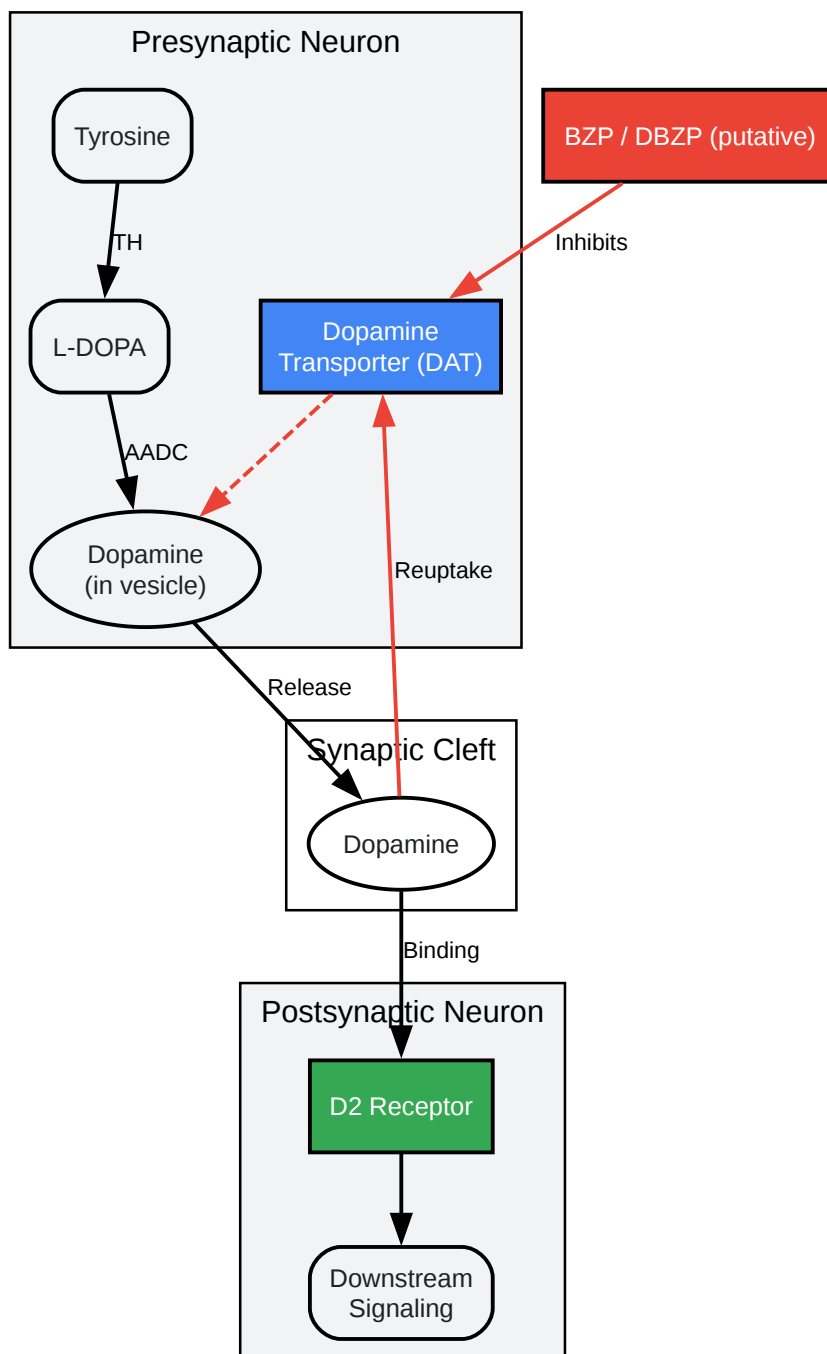 Presynaptic Neuron
Tyrosine
BZP / DBZP (putative)
TH
Inhibits
L-DOPA
Dopamine
Transporter (DAT)
AADC
Dopamine
(in vesicle)
Reuptake
Release
Synaptic Cleft
Dopamine
Binding
Postsynaptic Neuron
D2 Receptor
Downstream
Signaling